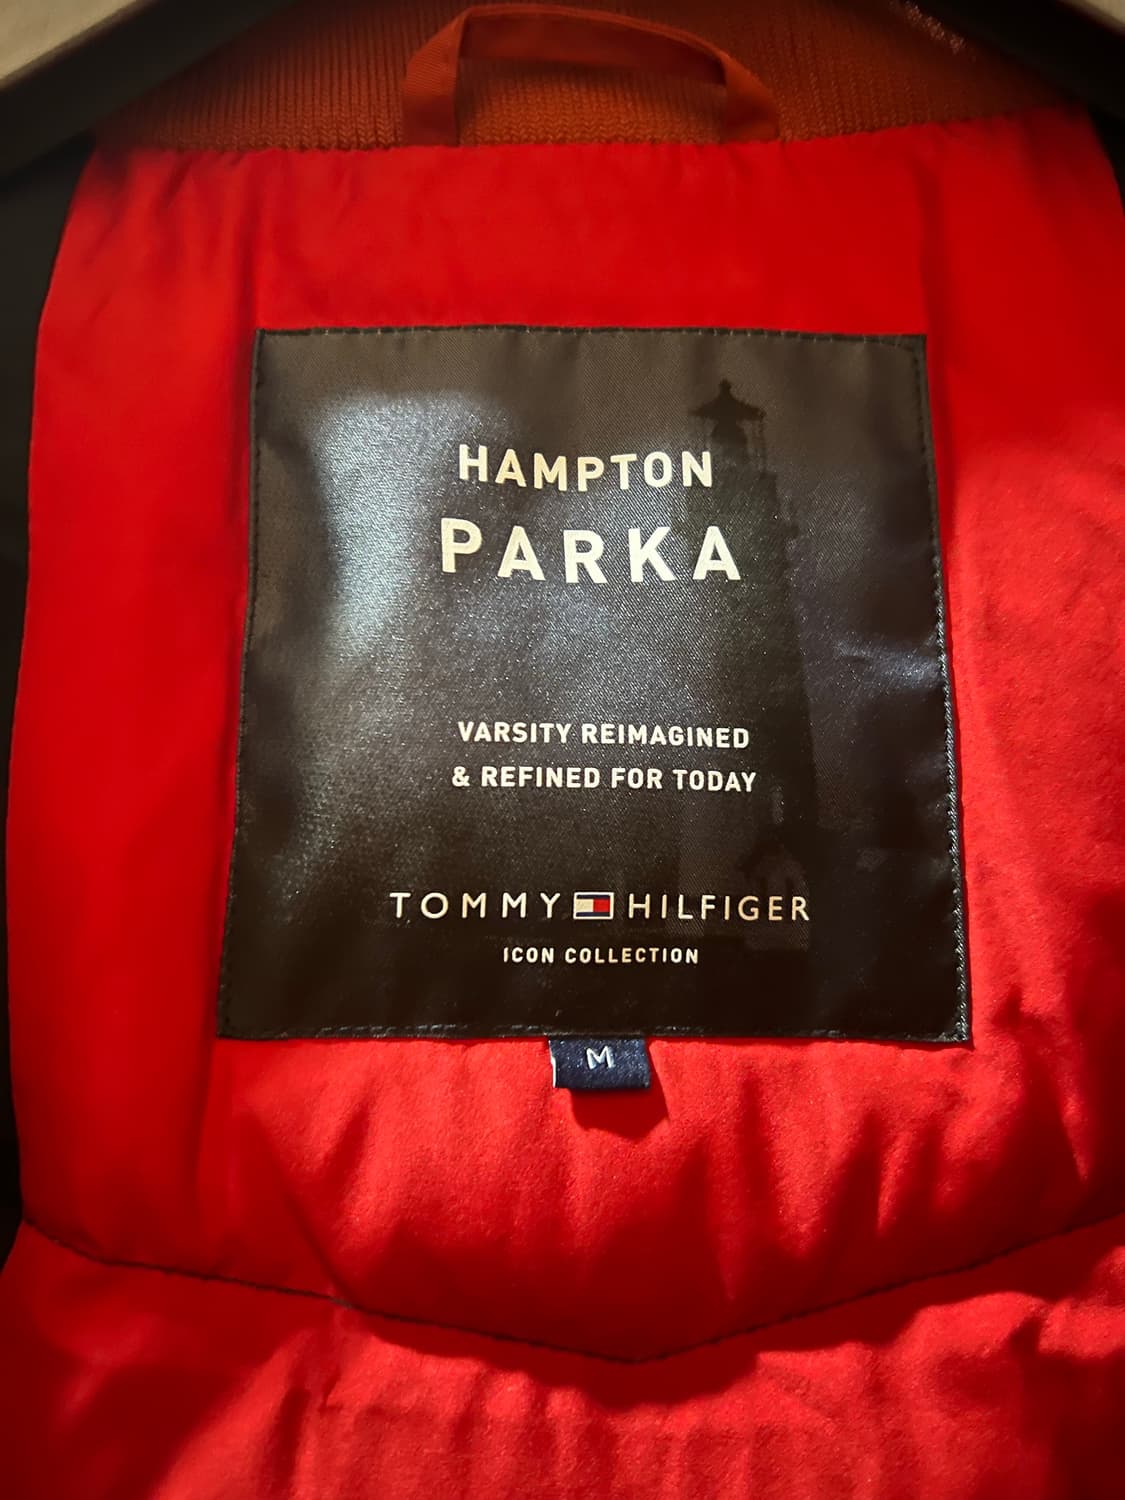 HAMPTON
PARKA
VARSITY REIMAGINED
& REFINED FOR TODAY
TOMMY HILFIGER
ICON COLLECTION
M